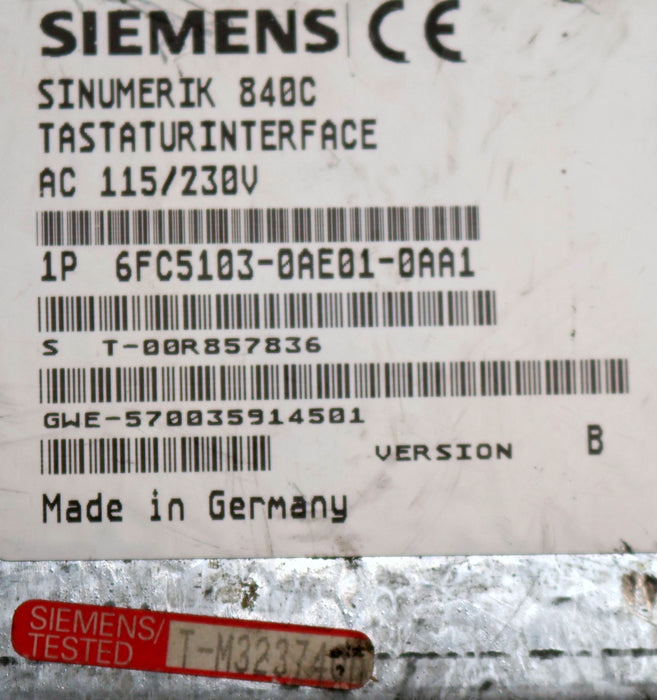 SIEMENS CE
SINUMERIK 840C
TASTATURINTERFACE
AC 115/230V
1P 6FC5103-0AE01-0AA1
S T-00R857836
GWE-570035914501
VERSION B
Made in Germany
SIEMENS/
TESTED